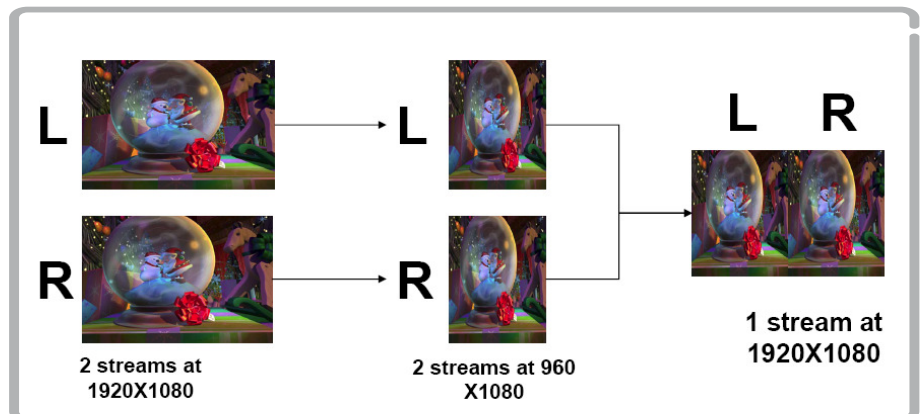 L
L
L R
R
R
2 streams at
1920X1080
2 streams at 960
X1080
1 stream at
1920X1080